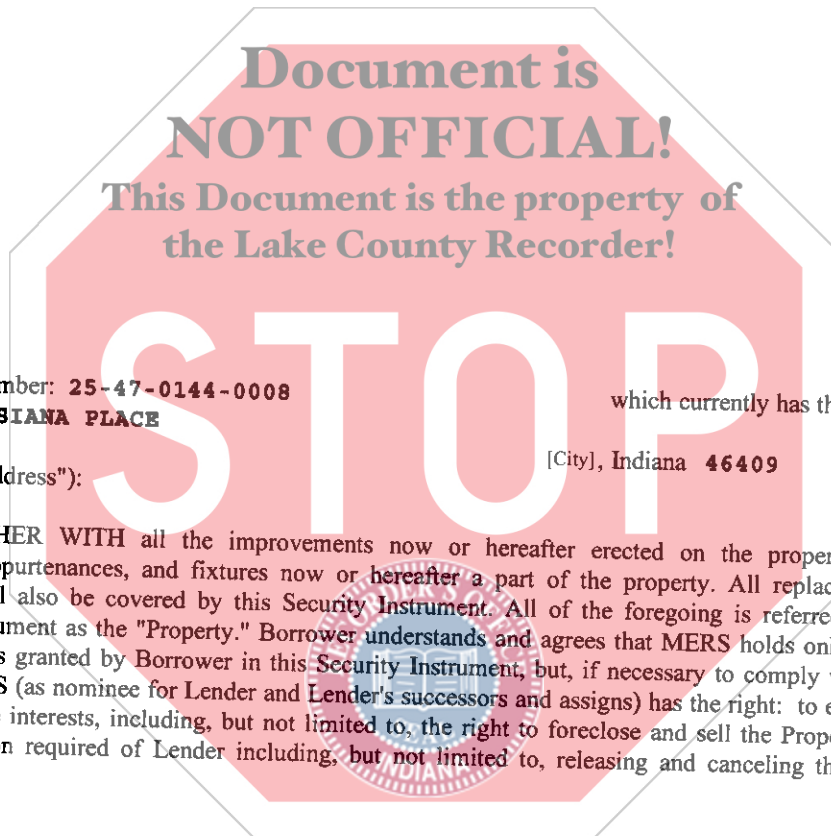 Document is
NOT OFFICIAL!
This Document is the property of
the Lake County Recorder!
STOP
mber: 25-47-0144-0008
which currently has th
SIANA PLACE
[City], Indiana 46409
ddress"):
HER WITH all the improvements now or hereafter erected on the proper
ppurtenances, and fixtures now or hereafter a part of the property. All replac
l also be covered by this Security Instrument. All of the foregoing is referre
ument as the "Property." Borrower understands and agrees that MERS holds onl
s granted by Borrower in this Security Instrument, but, if necessary to comply
S (as nominee for Lender and Lender's successors and assigns) has the right: to e
interests, including, but not limited to, the right to foreclose and sell the Prope
n required of Lender including, but not limited to, releasing and canceling th
RECORDER'S OFFICE
INDIANA